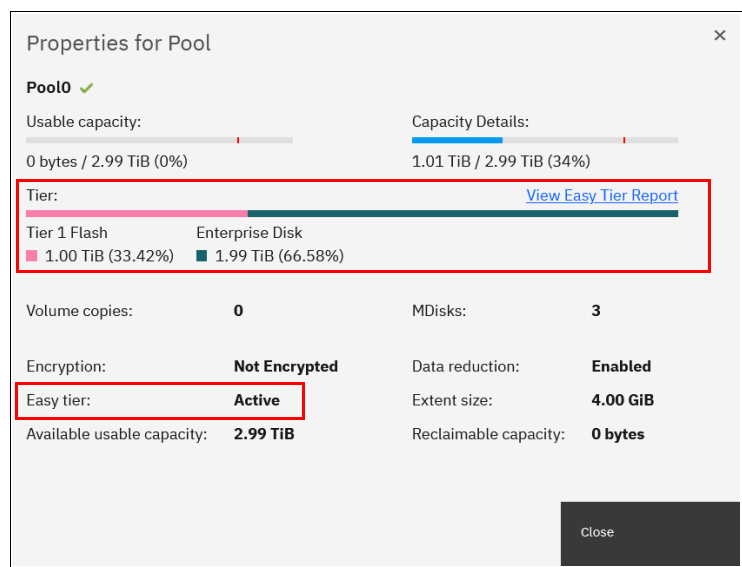 Properties for Pool
Pool0
Usable capacity:
Capacity Details:
0 bytes / 2.99 TiB (0%)
1.01 TiB / 2.99 TiB (34%)
Tier:
View Easy Tier Report
Tier 1 Flash
Enterprise Disk
1.00 TiB (33.42%)
1.99 TiB (66.58%)
Volume copies: 0
MDisks: 3
Encryption: Not Encrypted
Data reduction: Enabled
Easy tier: Active
Extent size: 4.00 GiB
Available usable capacity: 2.99 TiB
Reclaimable capacity: 0 bytes
Close